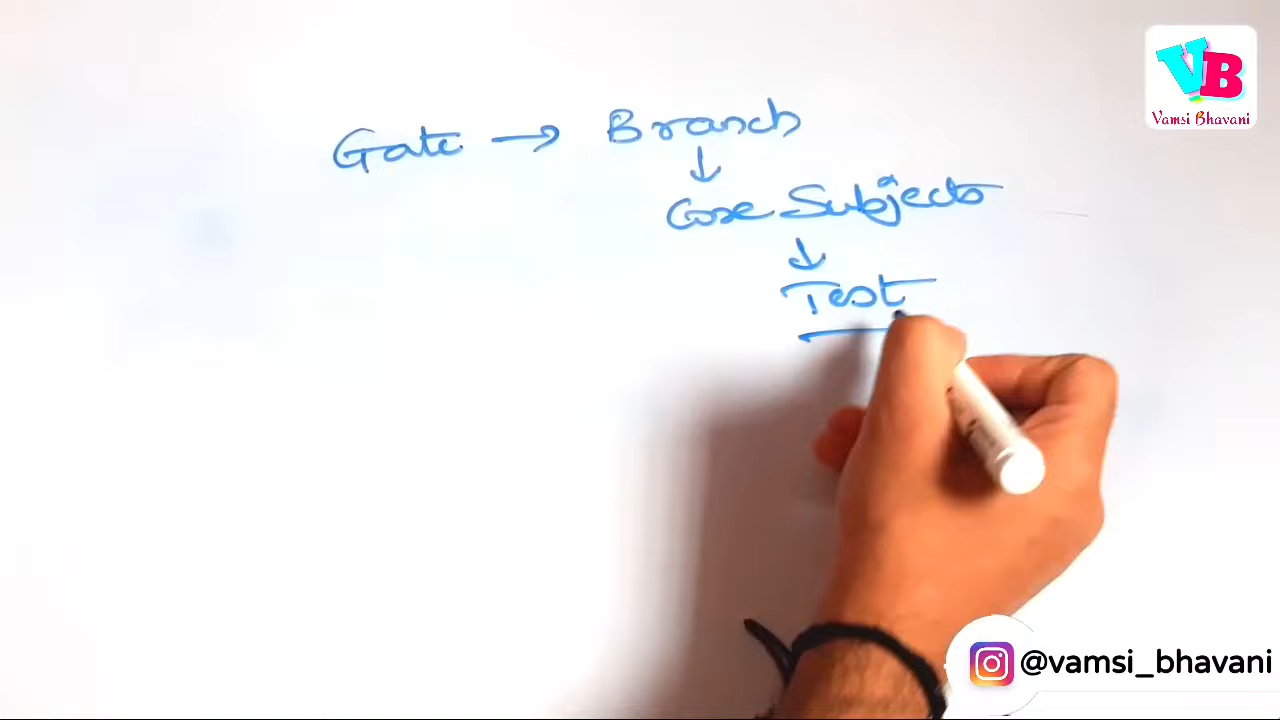 Gate → Branch
↓
Core Subjects
↓
Test
VB
Vamsi Bhavani
@vamsi_bhavani